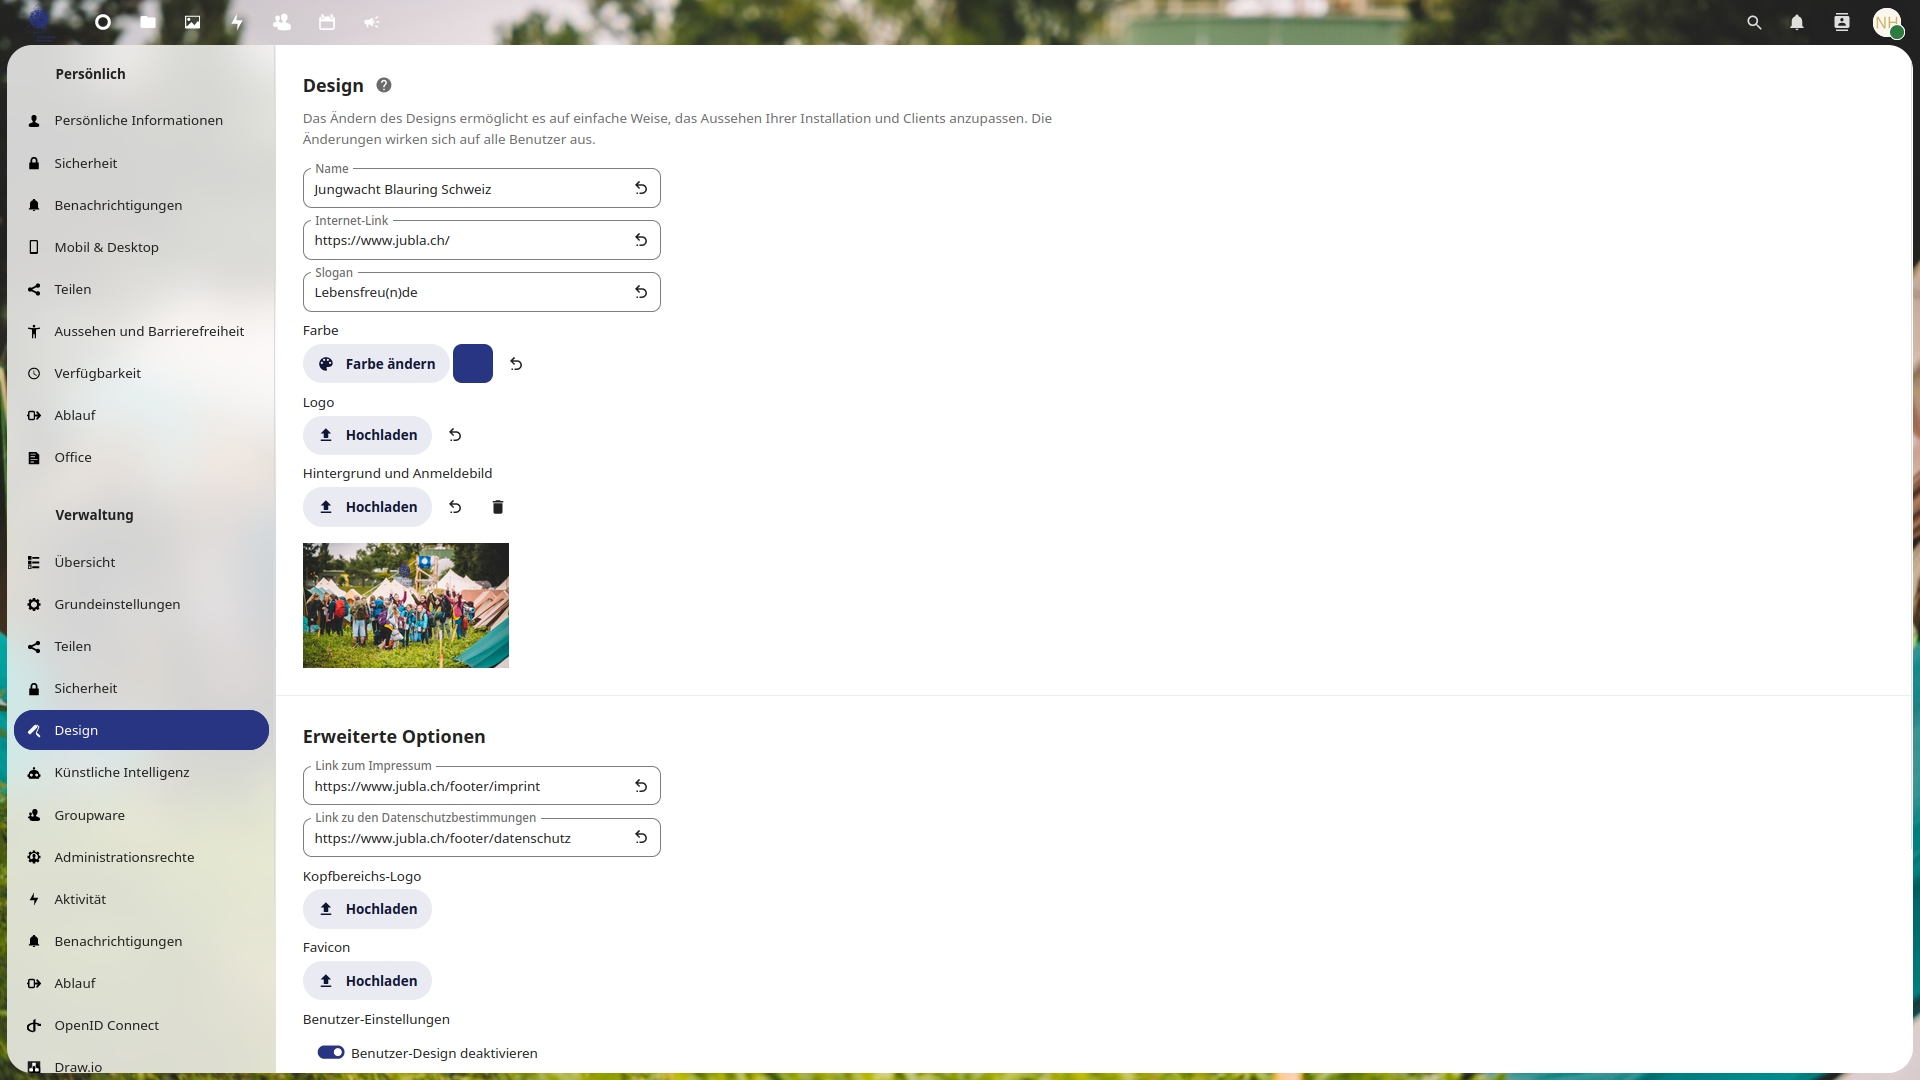 NH
Persönlich
Persönliche Informationen
Sicherheit
Benachrichtigungen
Mobil & Desktop
Teilen
Aussehen und Barrierefreiheit
Verfügbarkeit
Ablauf
Office
Verwaltung
Übersicht
Grundeinstellungen
Teilen
Sicherheit
Design
Künstliche Intelligenz
Groupware
Administrationsrechte
Aktivität
Benachrichtigungen
Ablauf
OpenID Connect
Draw.io
Design
Das Ändern des Designs ermöglicht es auf einfache Weise, das Aussehen Ihrer Installation und Clients anzupassen. Die
Änderungen wirken sich auf alle Benutzer aus.
Name
Jungwacht Blauring Schweiz
Internet-Link
https://www.jubla.ch/
Slogan
Lebensfreu(n)de
Farbe
Farbe ändern
Logo
Hochladen
Hintergrund und Anmeldebild
Hochladen
Erweiterte Optionen
Link zum Impressum
https://www.jubla.ch/footer/imprint
Link zu den Datenschutzbestimmungen
https://www.jubla.ch/footer/datenschutz
Kopfbereichs-Logo
Hochladen
Favicon
Hochladen
Benutzer-Einstellungen
Benutzer-Design deaktivieren